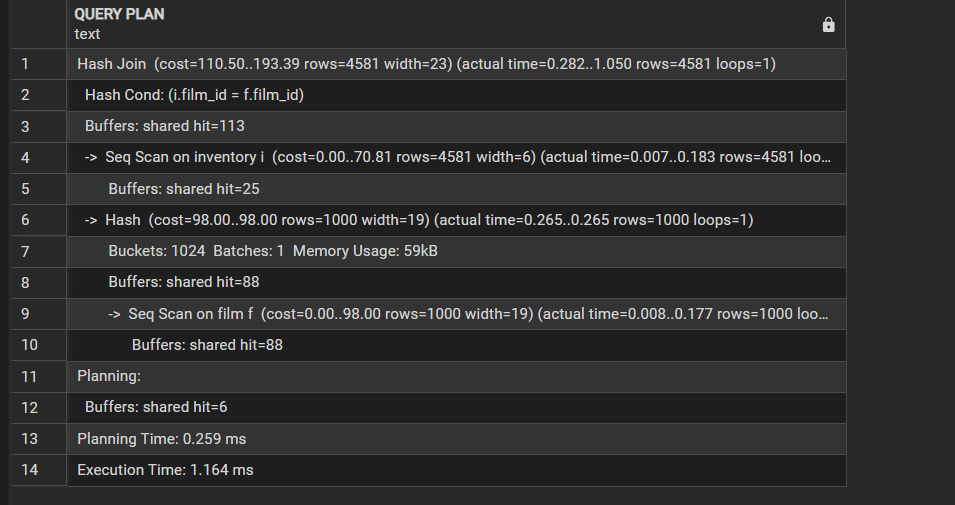 QUERY PLAN
text
1 Hash Join (cost=110.50..193.39 rows=4581 width=23) (actual time=0.282..1.050 rows=4581 loops=1)
2 Hash Cond: (i.film_id = f.film_id)
3 Buffers: shared hit=113
4 -> Seq Scan on inventory i (cost=0.00..70.81 rows=4581 width=6) (actual time=0.007..0.183 rows=4581 loo...
5 Buffers: shared hit=25
6 -> Hash (cost=98.00..98.00 rows=1000 width=19) (actual time=0.265..0.265 rows=1000 loops=1)
7 Buckets: 1024 Batches: 1 Memory Usage: 59kB
8 Buffers: shared hit=88
9 -> Seq Scan on film f (cost=0.00..98.00 rows=1000 width=19) (actual time=0.008..0.177 rows=1000 loo...
10 Buffers: shared hit=88
11 Planning:
12 Buffers: shared hit=6
13 Planning Time: 0.259 ms
14 Execution Time: 1.164 ms